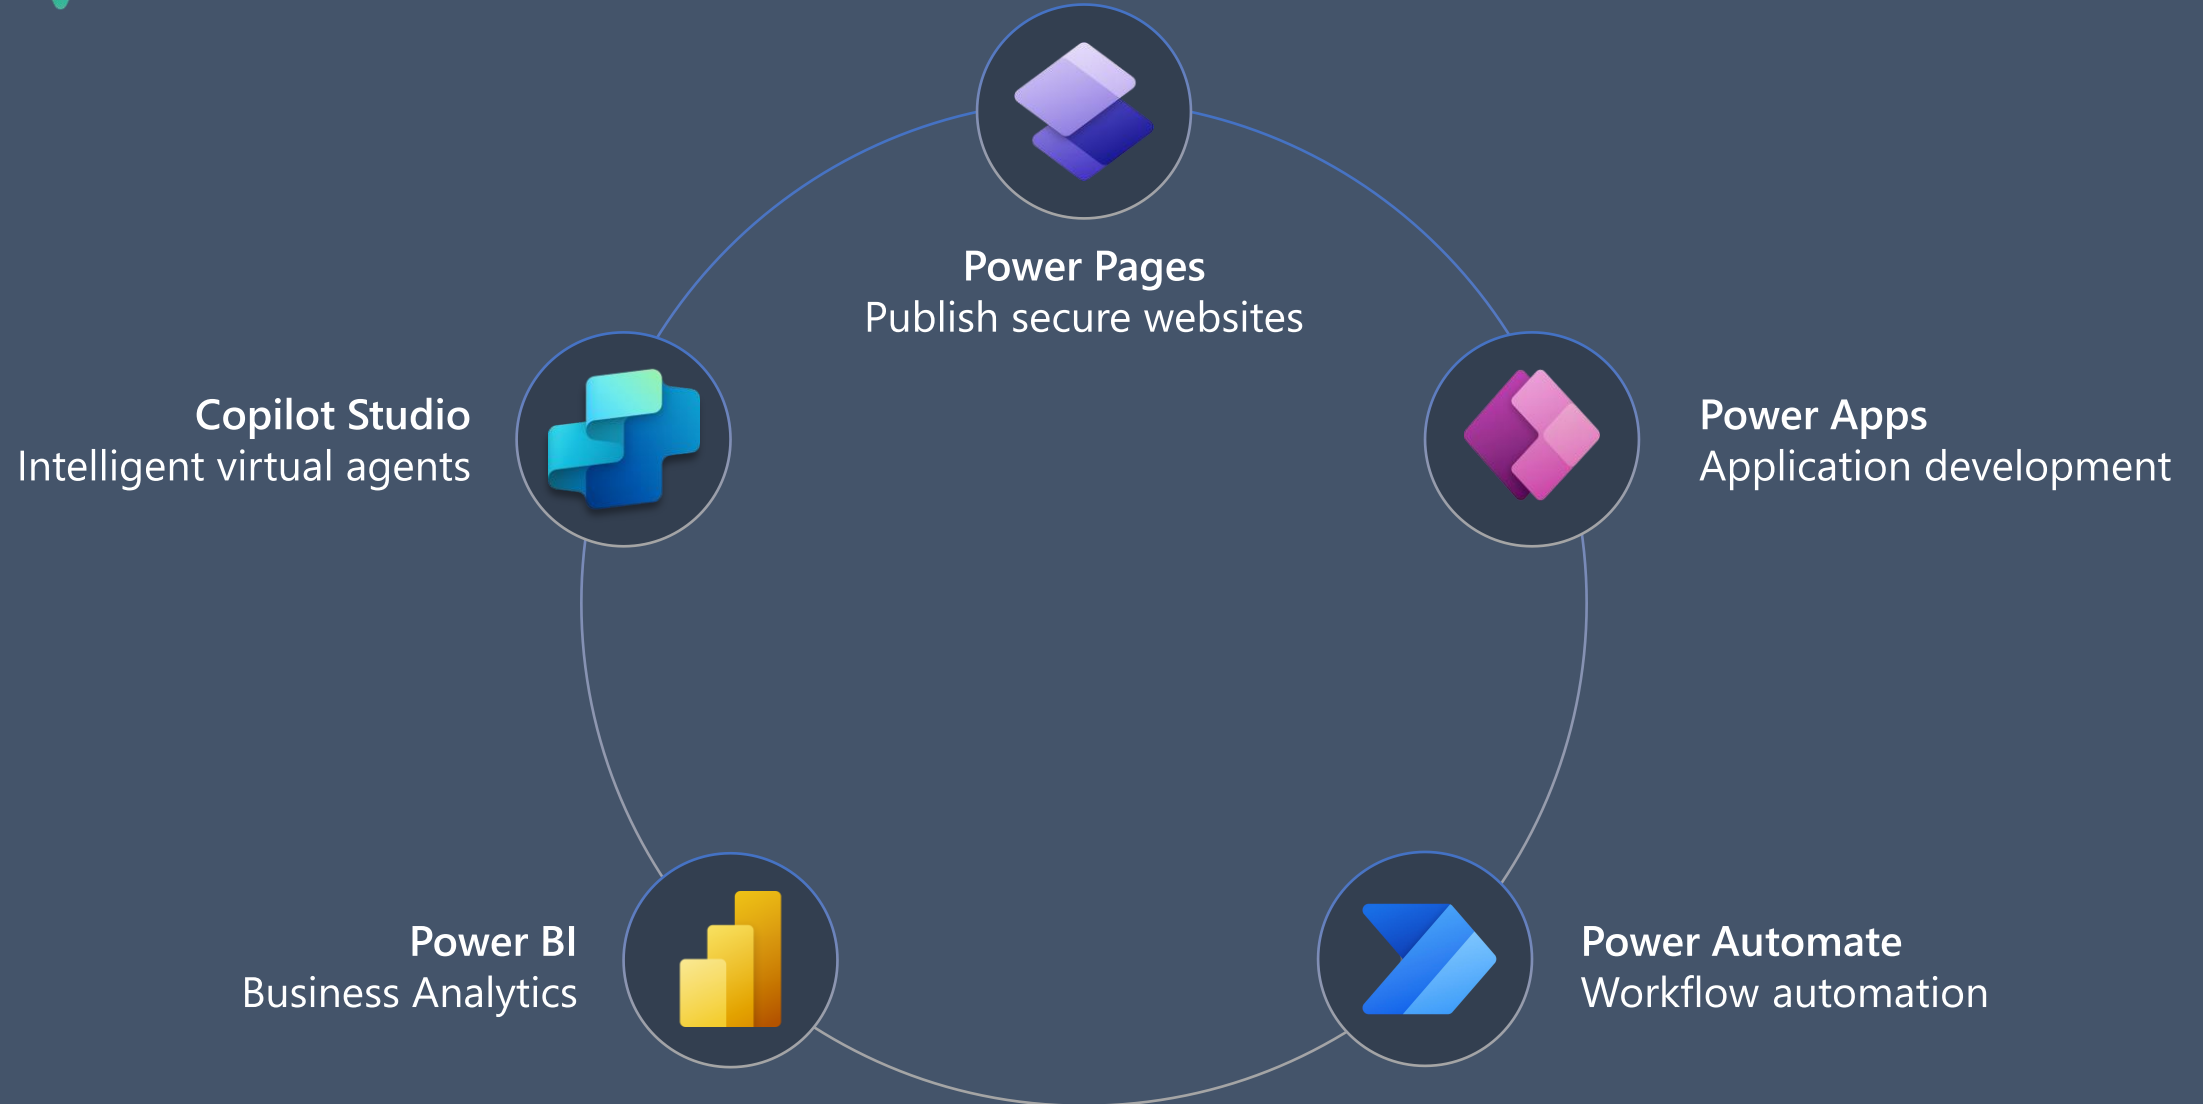 Power Pages
Publish secure websites
Copilot Studio
Intelligent virtual agents
Power Apps
Application development
Power BI
Business Analytics
Power Automate
Workflow automation